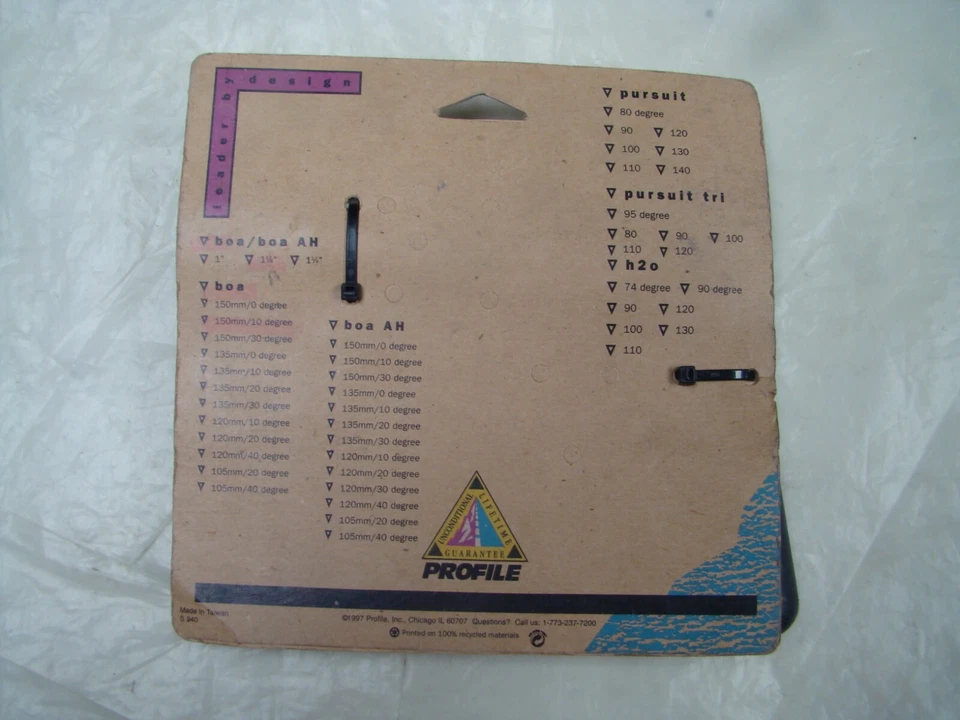 leader by design
▽ boa/boa AH
▽ 1" ▽ 1⅛" ▽ 1¼"
▽ boa
▽ 150mm/0 degree
▽ 150mm/10 degree
▽ 150mm/30 degree
▽ 135mm/0 degree
▽ 135mm/10 degree
▽ 135mm/20 degree
▽ 135mm/30 degree
▽ 120mm/10 degree
▽ 120mm/20 degree
▽ 120mm/40 degree
▽ 105mm/20 degree
▽ 105mm/40 degree
▽ boa AH
▽ 150mm/0 degree
▽ 150mm/10 degree
▽ 150mm/30 degree
▽ 135mm/0 degree
▽ 135mm/10 degree
▽ 135mm/20 degree
▽ 135mm/30 degree
▽ 120mm/10 degree
▽ 120mm/20 degree
▽ 120mm/30 degree
▽ 120mm/40 degree
▽ 105mm/20 degree
▽ 105mm/40 degree
▽ pursuit
▽ 80 degree
▽ 90 ▽ 120
▽ 100 ▽ 130
▽ 110 ▽ 140
▽ pursuit tri
▽ 95 degree
▽ 80 ▽ 90 ▽ 100
▽ 110 ▽ 120
▽ h2o
▽ 74 degree ▽ 90 degree
▽ 90 ▽ 120
▽ 100 ▽ 130
▽ 110
UNCONDITIONAL LIFETIME
GUARANTEE
PROFILE
Made in Taiwan
S 940
©1997 Profile, Inc., Chicago IL 60707 Questions? Call us: 1-773-237-7200
Printed on 100% recycled materials